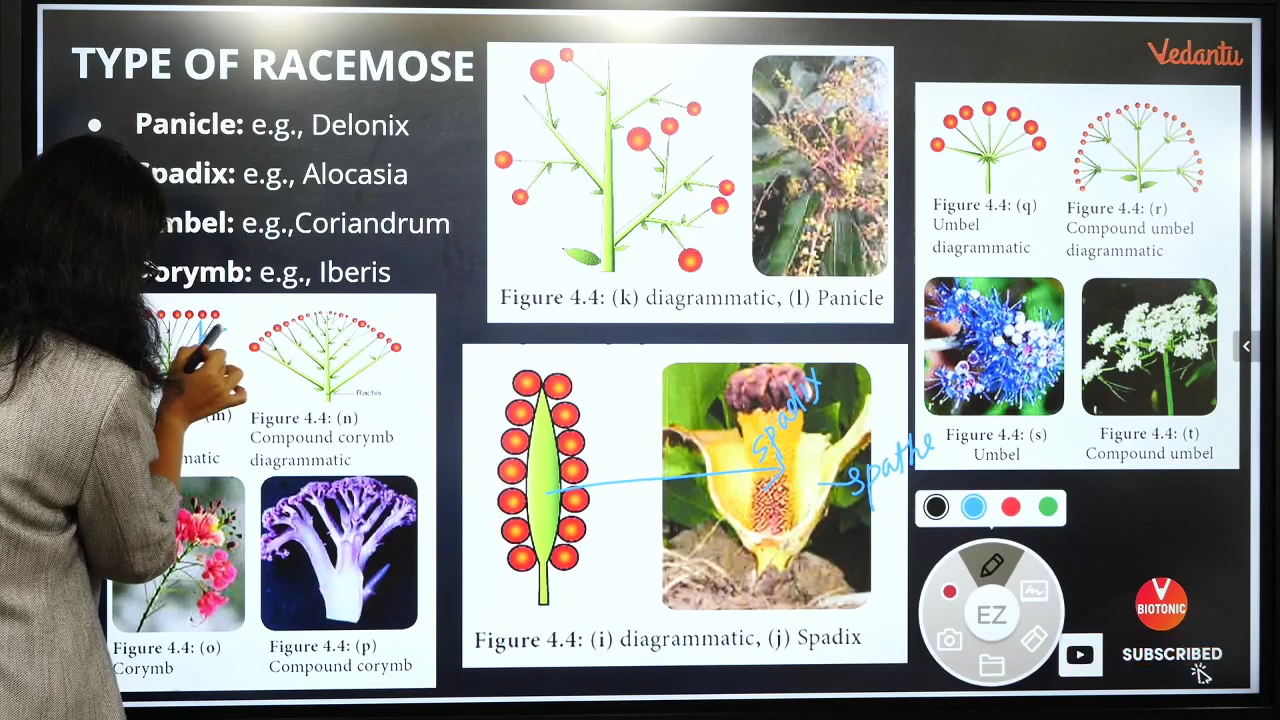 TYPE OF RACEMOSE
Panicle: e.g., Delonix
Spadix: e.g., Alocasia
mbel: e.g.,Coriandrum
orymb: e.g., Iberis
Vedantu
Figure 4.4: (k) diagrammatic, (l) Panicle
Figure 4.4: (q)
Umbel
diagrammatic
Figure 4.4: (r)
Compound umbel
diagrammatic
Figure 4.4: (s)
Umbel
Figure 4.4: (t)
Compound umbel
Rachis
(m)
matic
Figure 4.4: (n)
Compound corymb
diagrammatic
Figure 4.4: (o)
Corymb
Figure 4.4: (p)
Compound corymb
spadix
spathe
Figure 4.4: (i) diagrammatic, (j) Spadix
EZ
V
BIOTONIC
SUBSCRIBED